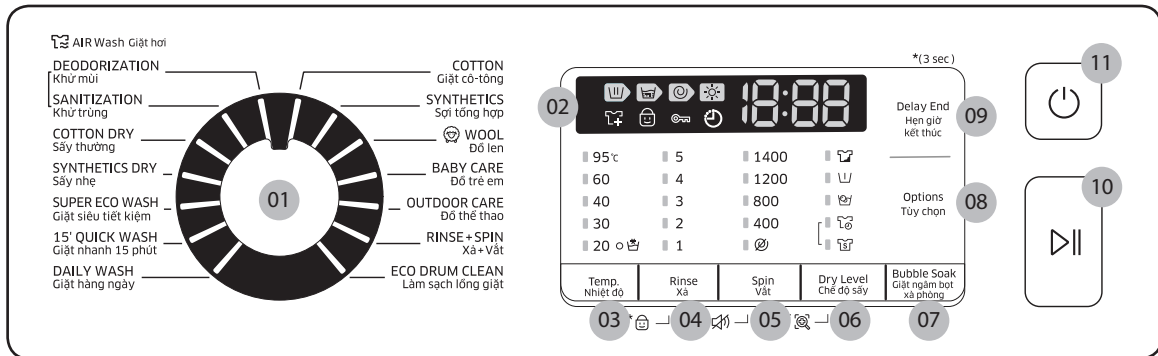 AIR Wash Giặt hơi
DEODORIZATION
Khử mùi
SANITIZATION
Khử trùng
COTTON DRY
Sấy thường
SYNTHETICS DRY
Sấy nhẹ
SUPER ECO WASH
Giặt siêu tiết kiệm
15' QUICK WASH
Giặt nhanh 15 phút
DAILY WASH
Giặt hàng ngày
01
COTTON
Giặt cô-tông
SYNTHETICS
Sợi tổng hợp
WOOL
Đồ len
BABY CARE
Đồ trẻ em
OUTDOOR CARE
Đồ thể thao
RINSE+SPIN
Xả+Vắt
ECO DRUM CLEAN
Làm sạch lồng giặt
02
18:88
95℃ 5 1400
60 4 1200
40 3 800
30 2 400
20 1
Temp.
Nhiệt độ
Rinse
Xả
Spin
Vắt
Dry Level
Chế độ sấy
Bubble Soak
Giặt ngâm bọt
xà phòng
03 * 04 05 06 07
*(3 sec)
Delay End
Hẹn giờ
kết thúc
09
Options
Tùy chọn
08
11
10